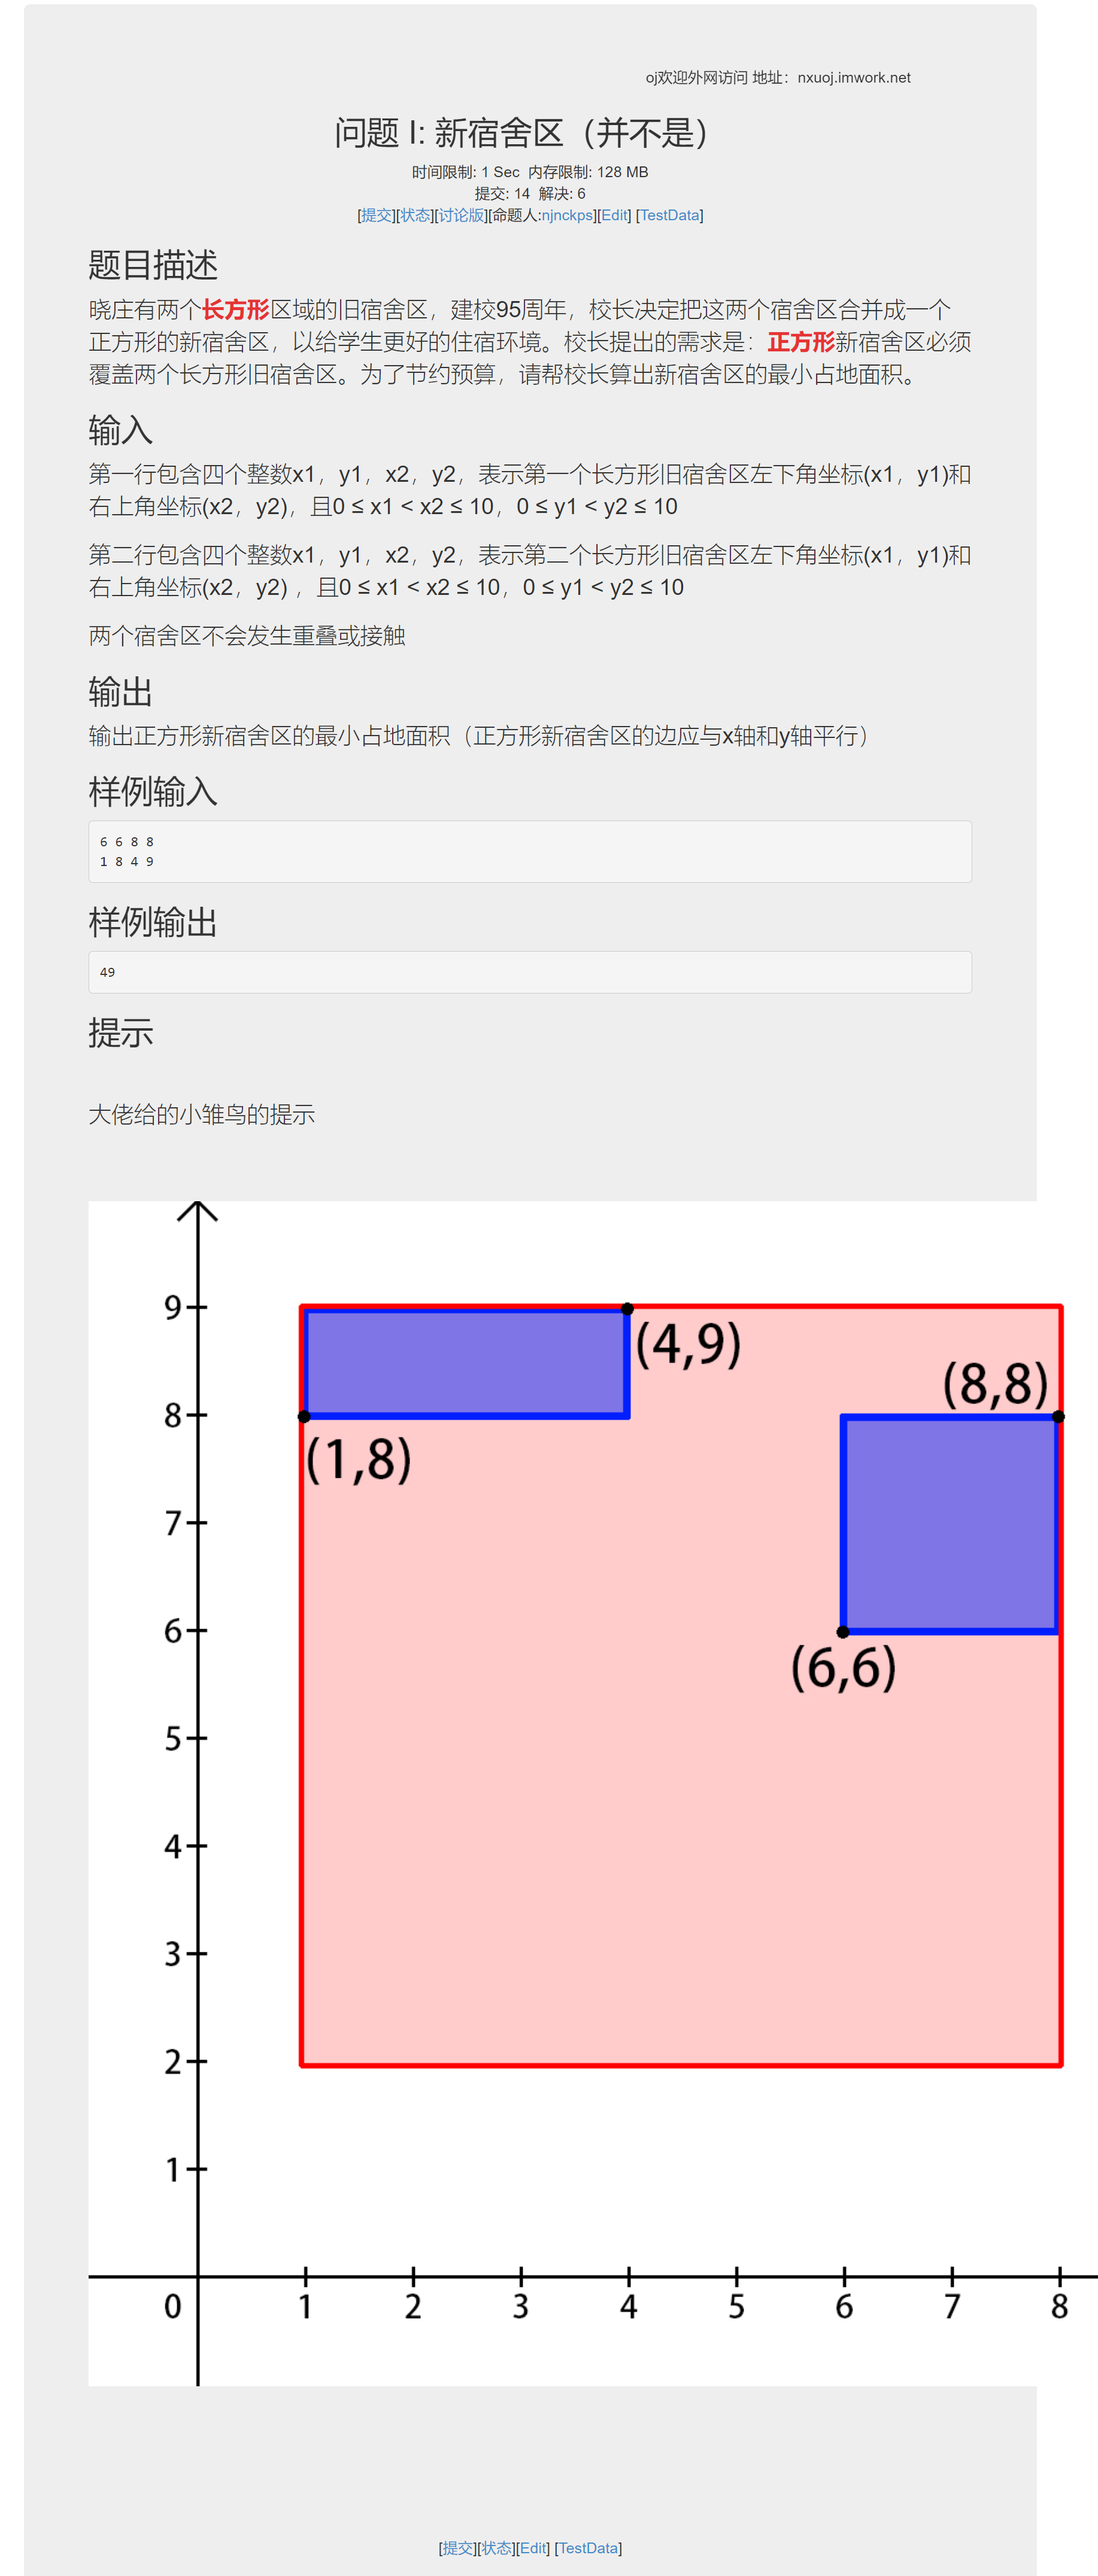 oj欢迎外网访问 地址：nxuoj.imwork.net
问题 I: 新宿舍区（并不是）
时间限制: 1 Sec 内存限制: 128 MB
提交: 14 解决: 6
[提交][状态][讨论版][命题人:njnckps][Edit] [TestData]
题目描述
晓庄有两个长方形区域的旧宿舍区，建校95周年，校长决定把这两个宿舍区合并成一个
正方形的新宿舍区，以给学生更好的住宿环境。校长提出的需求是：正方形新宿舍区必须
覆盖两个长方形旧宿舍区。为了节约预算，请帮校长算出新宿舍区的最小占地面积。
输入
第一行包含四个整数x1，y1，x2，y2，表示第一个长方形旧宿舍区左下角坐标(x1，y1)和
右上角坐标(x2，y2)，且0 ≤ x1 < x2 ≤ 10，0 ≤ y1 < y2 ≤ 10
第二行包含四个整数x1，y1，x2，y2，表示第二个长方形旧宿舍区左下角坐标(x1，y1)和
右上角坐标(x2，y2) ，且0 ≤ x1 < x2 ≤ 10，0 ≤ y1 < y2 ≤ 10
两个宿舍区不会发生重叠或接触
输出
输出正方形新宿舍区的最小占地面积（正方形新宿舍区的边应与x轴和y轴平行）
样例输入
6 6 8 8
1 8 4 9
样例输出
49
提示
大佬给的小雏鸟的提示
9
(4,9)
(8,8)
8
(1,8)
7
6
(6,6)
5
4
3
2
1
0 1 2 3 4 5 6 7 8
[提交][状态][Edit] [TestData]